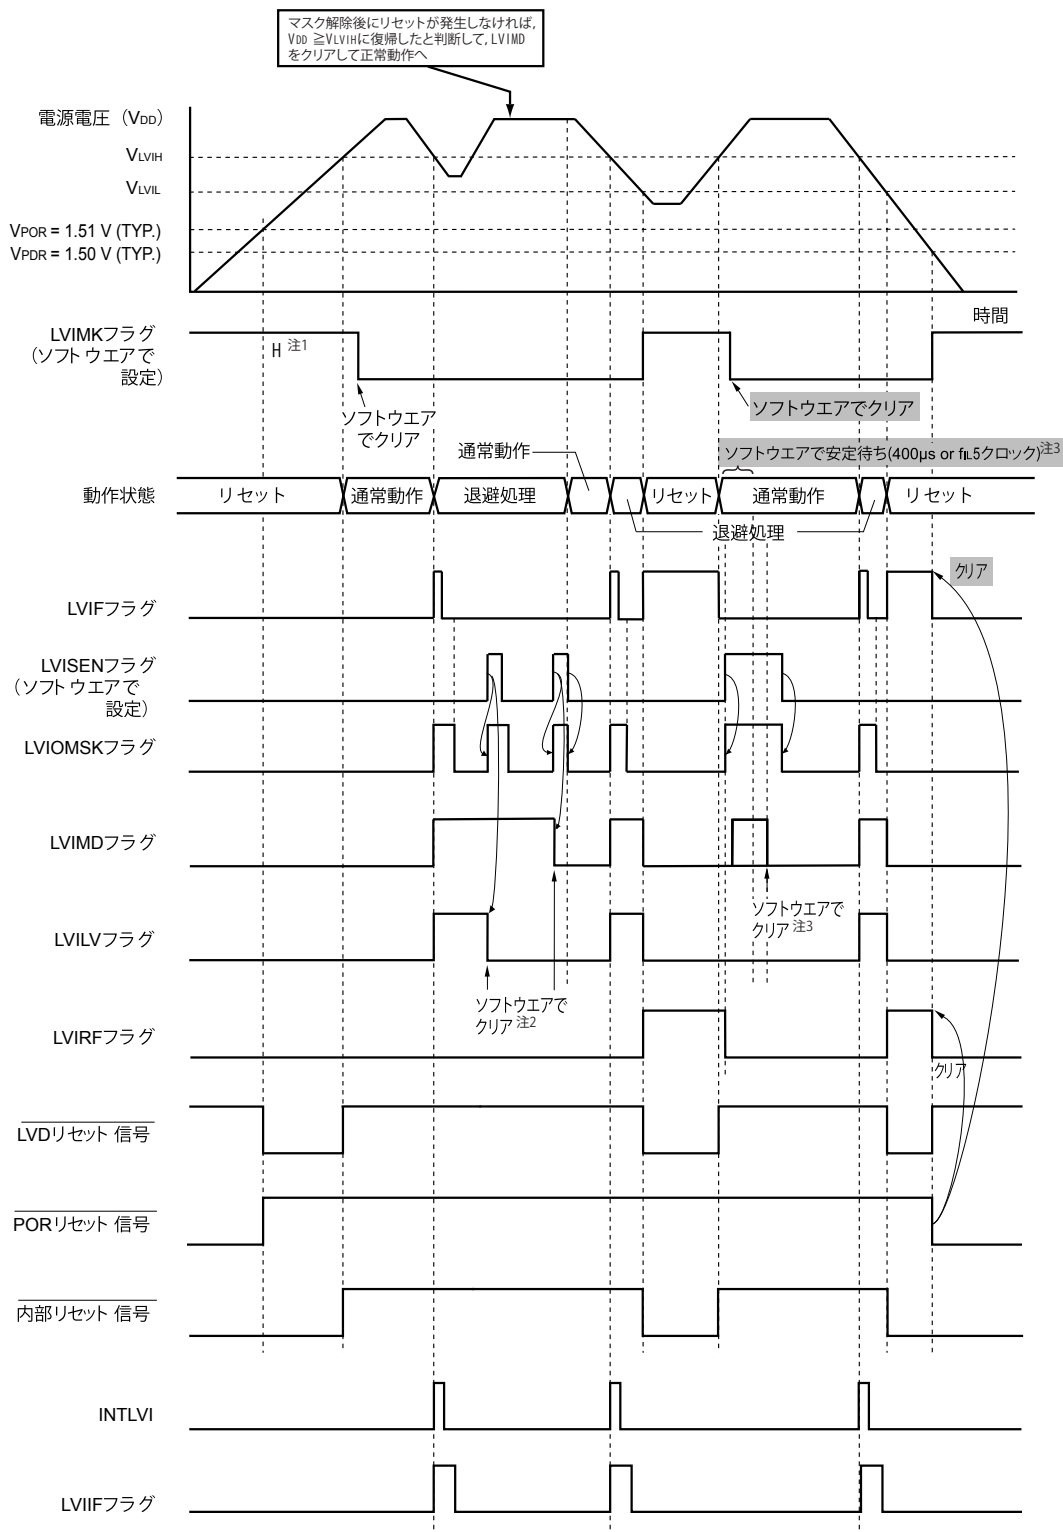 マスク解除後にリセットが発生しなければ,
VDD ≧VLVIHに復帰したと判断して, LVIMD
をクリアして正常動作へ
電源電圧（VDD）
VLVIH
VLVIL
VPOR = 1.51 V (TYP.)
VPDR = 1.50 V (TYP.)
時間
LVIMKフラグ
（ソフトウエアで
設定）
H 注1
ソフトウエア
でクリア
ソフトウエアでクリア
通常動作
ソフトウエアで安定待ち(400μs or fIL5クロック)注3
動作状態
リセット
通常動作
退避処理
リセット
通常動作
リセット
退避処理
LVIFフラグ
クリア
LVISENフラグ
（ソフトウエアで
設定）
LVIOMSKフラグ
LVIMDフラグ
ソフトウエアで
クリア 注3
LVILVフラグ
ソフトウエアで
クリア 注2
LVIRFフラグ
クリア
LVDリセット信号
PORリセット信号
内部リセット信号
INTLVI
LVIIFフラグ